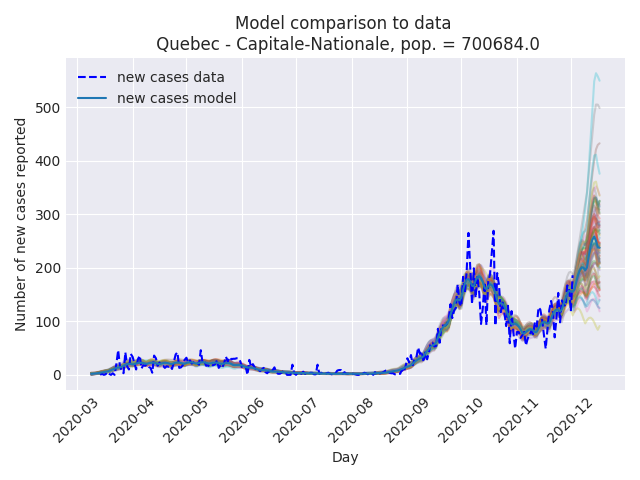 Model comparison to data
Quebec - Capitale-Nationale, pop. = 700684.0
new cases data
new cases model
Number of new cases reported
500
400
300
200
100
0
2020-03
2020-04
2020-05
2020-06
2020-07
2020-08
2020-09
2020-10
2020-11
2020-12
Day